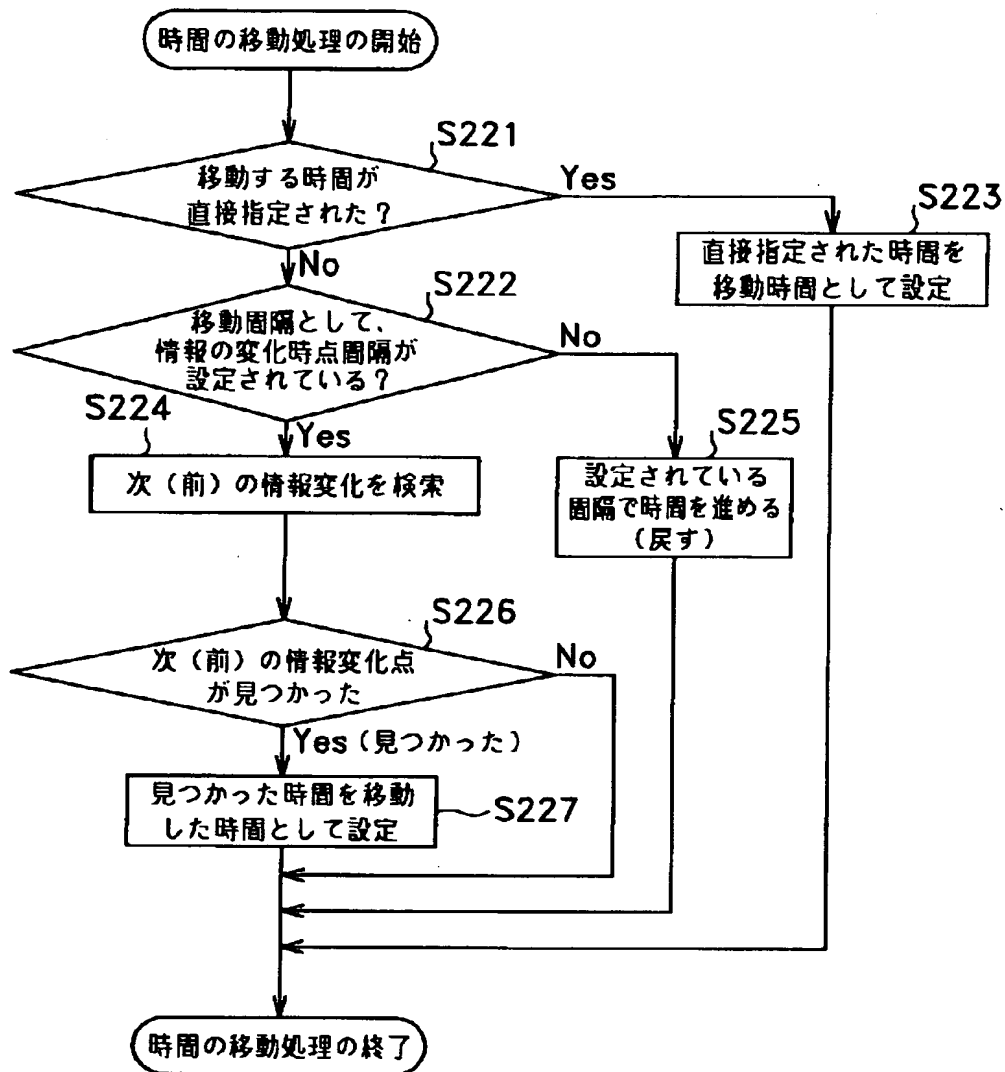 時間の移動処理の開始
S221
移動する時間が
直接指定された?
Yes
No
S223
直接指定された時間を
移動時間として設定
S222
移動間隔として、
情報の変化時点間隔が
設定されている?
No
Yes
S224
次(前)の情報変化を検索
S225
設定されている
間隔で時間を進める
(戻す)
S226
次(前)の情報変化点
が見つかった
No
Yes(見つかった)
見つかった時間を移動
した時間として設定
S227
時間の移動処理の終了